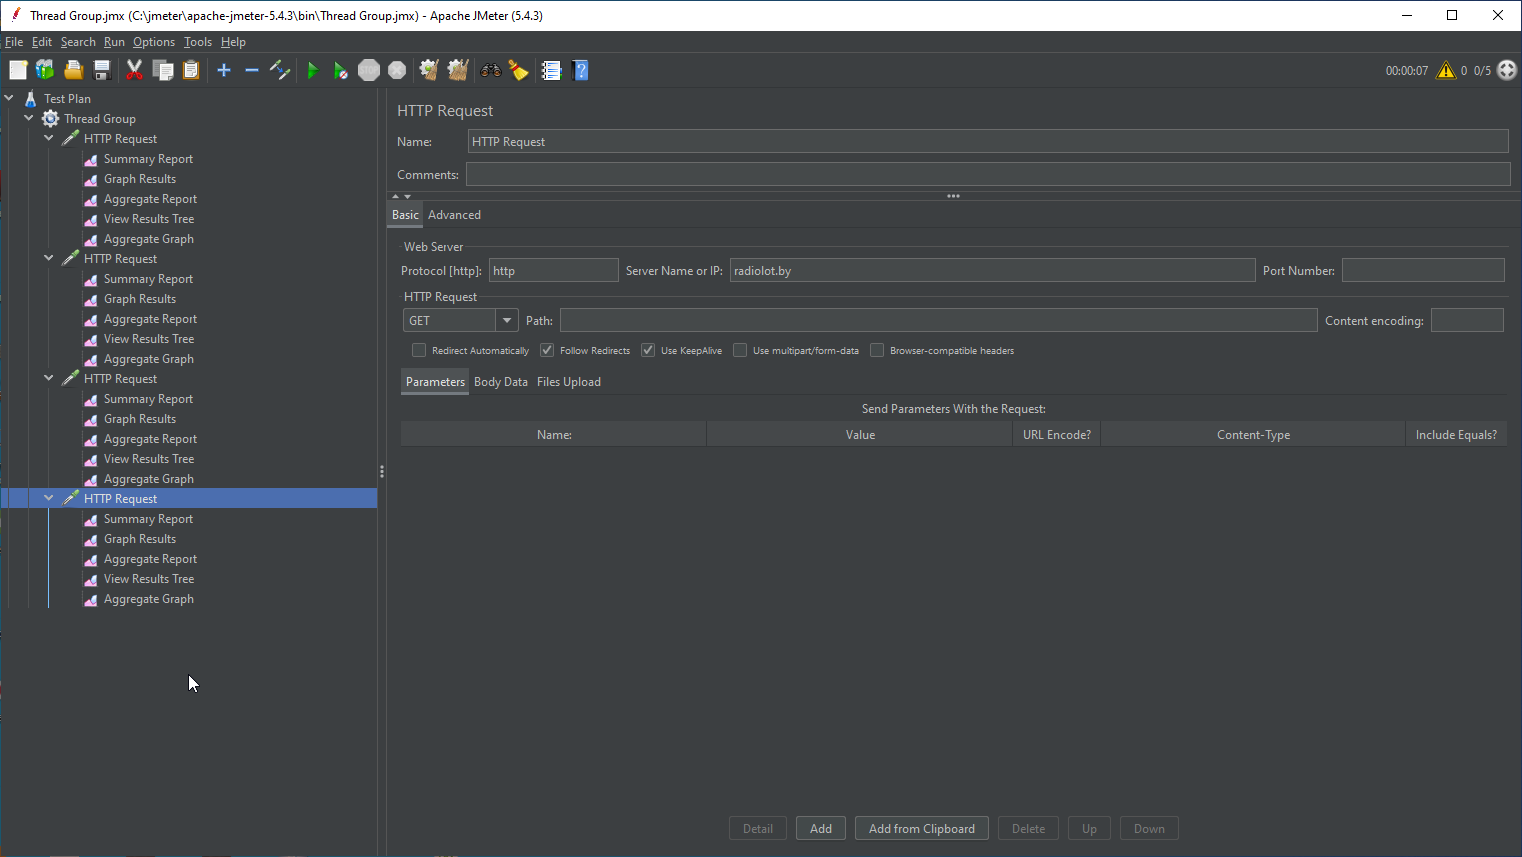 Thread Group.jmx (C:\jmeter\apache-jmeter-5.4.3\bin\Thread Group.jmx) - Apache JMeter (5.4.3)
File Edit Search Run Options Tools Help
STOP 00:00:07 0 0/5
Test Plan
Thread Group
HTTP Request
Summary Report
Graph Results
Aggregate Report
View Results Tree
Aggregate Graph
HTTP Request
Summary Report
Graph Results
Aggregate Report
View Results Tree
Aggregate Graph
HTTP Request
Summary Report
Graph Results
Aggregate Report
View Results Tree
Aggregate Graph
HTTP Request
Summary Report
Graph Results
Aggregate Report
View Results Tree
Aggregate Graph
HTTP Request
Name: HTTP Request
Comments:
Basic Advanced
Web Server
Protocol [http]: http Server Name or IP: radiolot.by Port Number:
HTTP Request
GET Path: Content encoding:
Redirect Automatically Follow Redirects Use KeepAlive Use multipart/form-data Browser-compatible headers
Parameters Body Data Files Upload
Send Parameters With the Request:
Name: Value URL Encode? Content-Type Include Equals?
Detail Add Add from Clipboard Delete Up Down